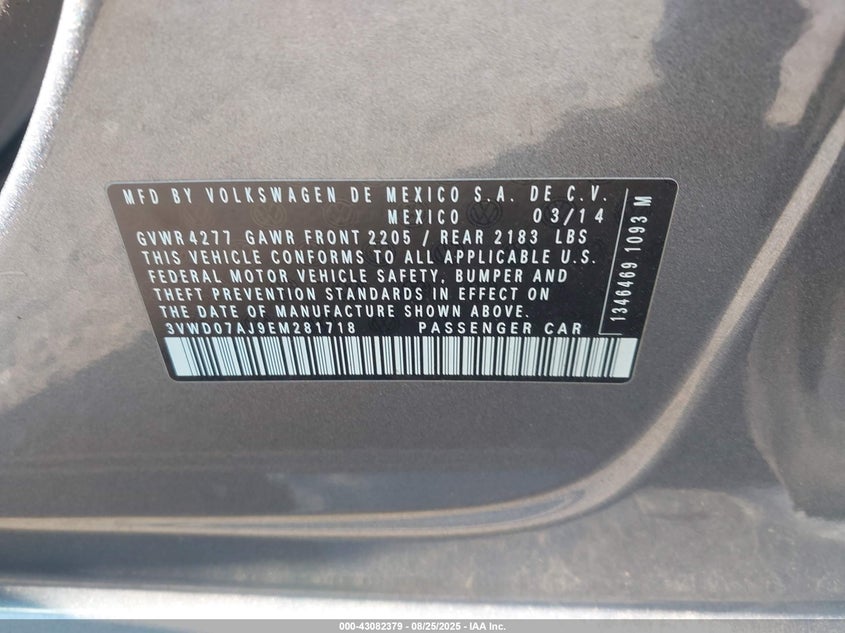 MFD BY VOLKSWAGEN DE MEXICO S.A. DE C.V.
MEXICO 03/14
GVWR 4277 GAWR FRONT 2205 / REAR 2183 LBS
THIS VEHICLE CONFORMS TO ALL APPLICABLE U.S.
FEDERAL MOTOR VEHICLE SAFETY, BUMPER AND
THEFT PREVENTION STANDARDS IN EFFECT ON
THE DATE OF MANUFACTURE SHOWN ABOVE.
3VWD07AJ9EM281718 PASSENGER CAR
1346469 1093 M
000-43082379 - 08/25/2025 - IAA Inc.